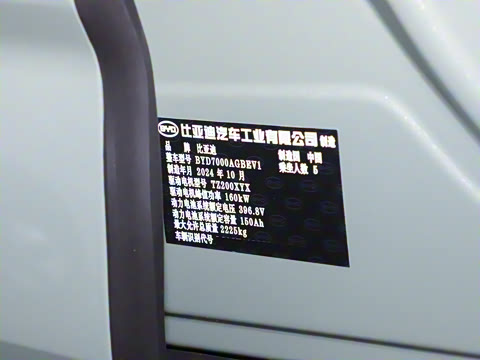 BYD 比亚迪汽车工业有限公司 制造
品 牌 比亚迪 制造国 中国
整车型号 BYD7000AGBEV1 乘坐人数 5
制造年月 2024 年 10 月
驱动电机型号 TZ200XYX
驱动电机峰值功率 160kW
动力电池系统额定电压 396.8V
动力电池系统额定容量 150Ah
最大允许总质量 2225kg
车辆识别代号